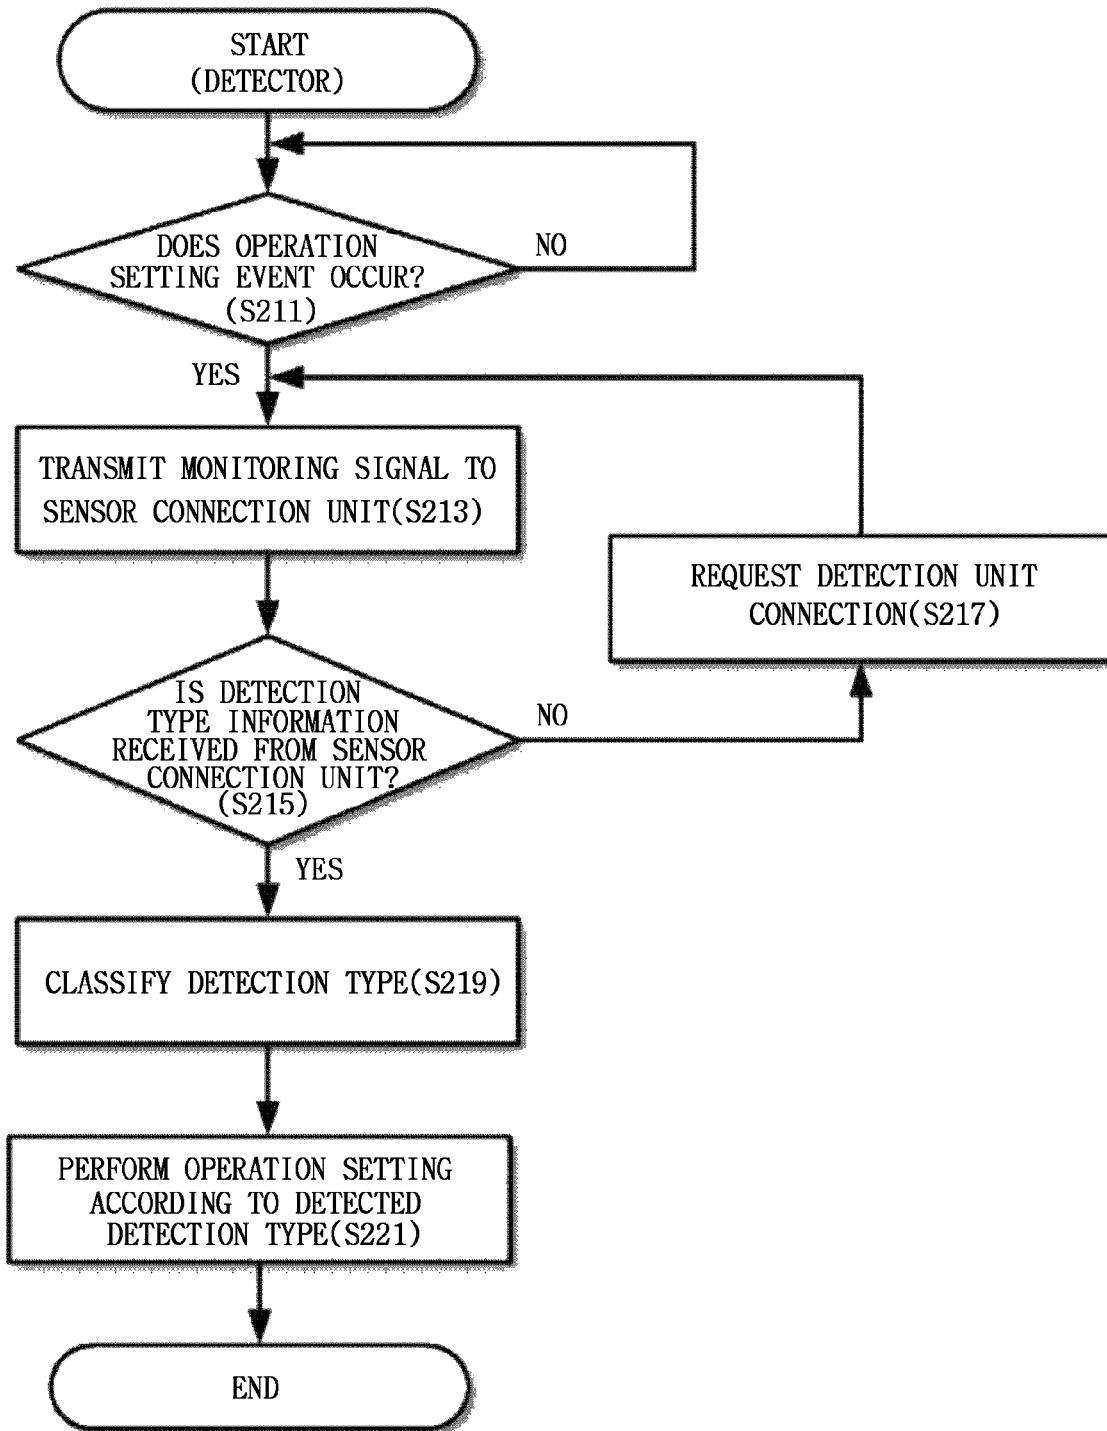 START
(DETECTOR)
DOES OPERATION
SETTING EVENT OCCUR?
(S211)
NO
YES
TRANSMIT MONITORING SIGNAL TO
SENSOR CONNECTION UNIT(S213)
REQUEST DETECTION UNIT
CONNECTION(S217)
IS DETECTION
TYPE INFORMATION
RECEIVED FROM SENSOR
CONNECTION UNIT?
(S215)
NO
YES
CLASSIFY DETECTION TYPE(S219)
PERFORM OPERATION SETTING
ACCORDING TO DETECTED
DETECTION TYPE(S221)
END